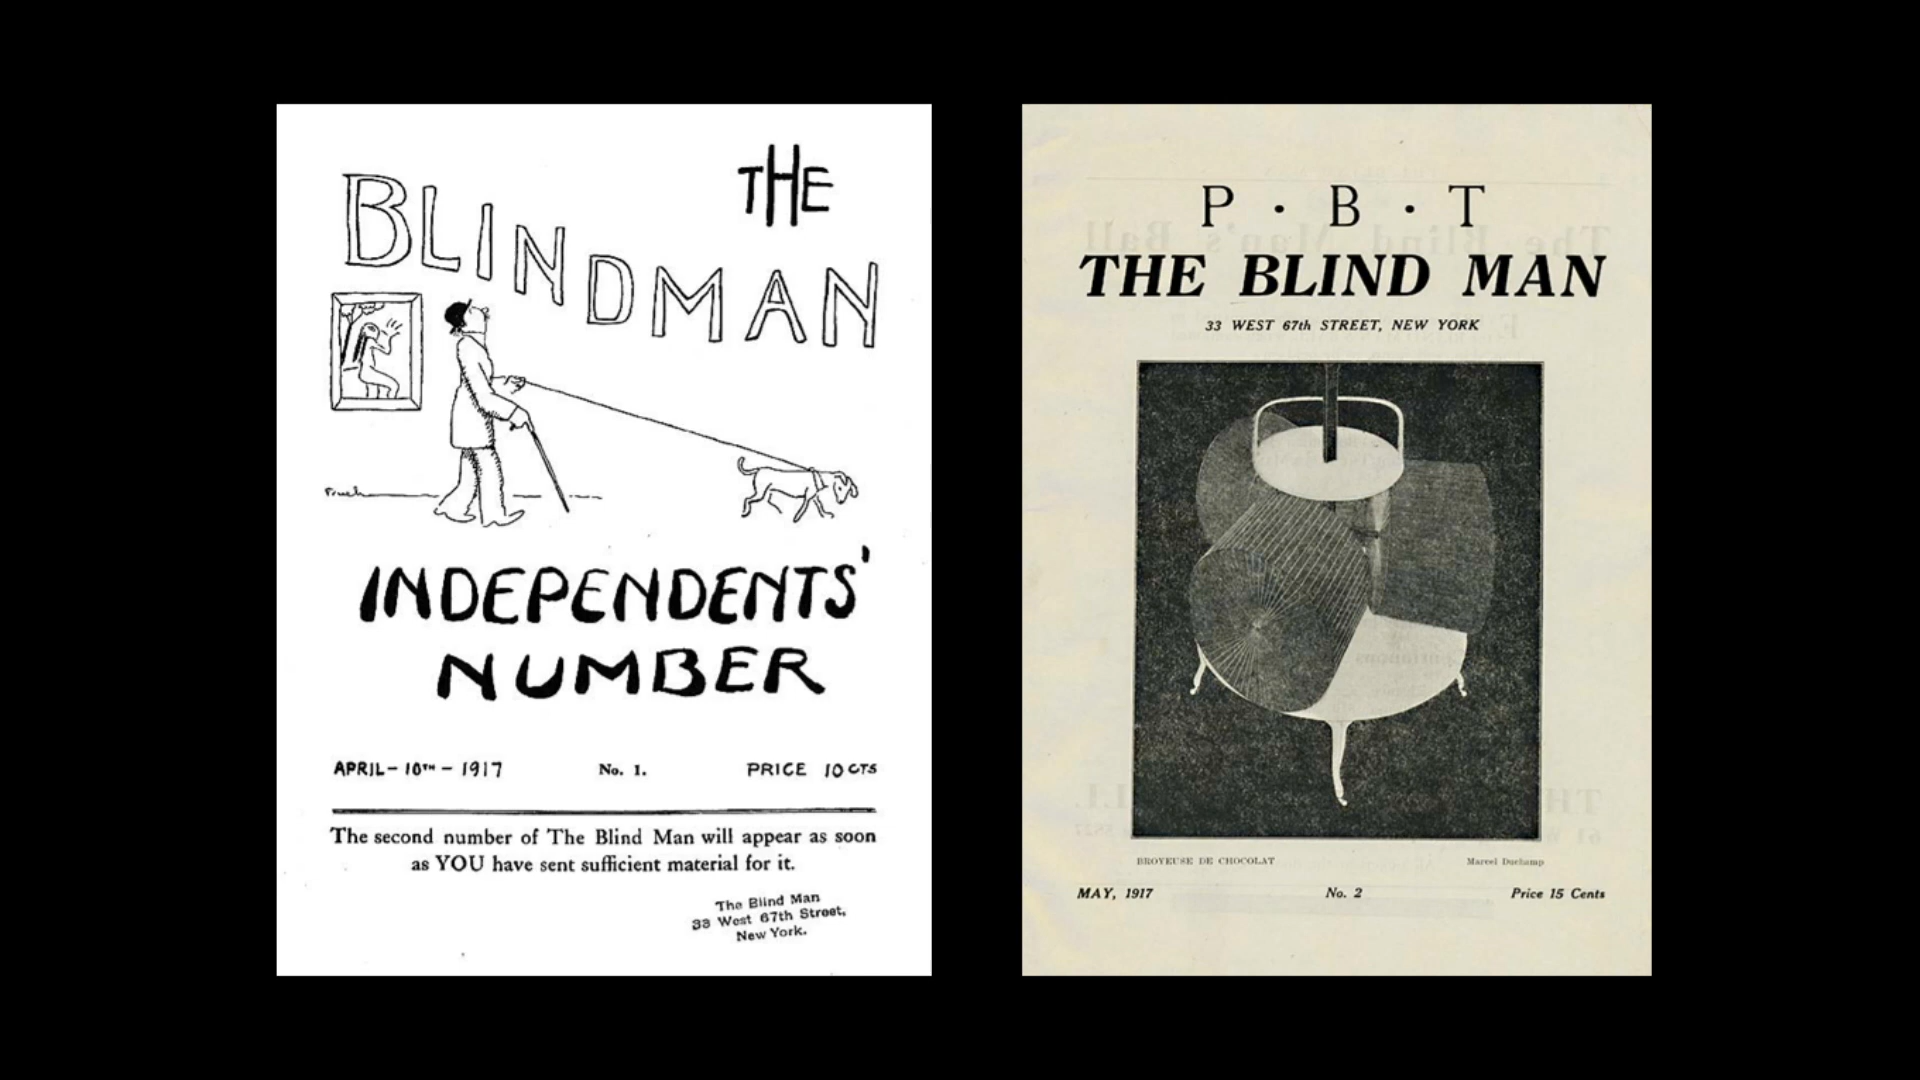 THE
BLINDMAN
INDEPENDENTS'
NUMBER
APRIL - 10TH - 1917 No. 1. PRICE 10 CTS
The second number of The Blind Man will appear as soon
as YOU have sent sufficient material for it.
The Blind Man
33 West 67th Street,
New York.
P · B · T
THE BLIND MAN
33 WEST 67th STREET, NEW YORK
BROYEUSE DE CHOCOLAT Marcel Duchamp
MAY, 1917 No. 2 Price 15 Cents